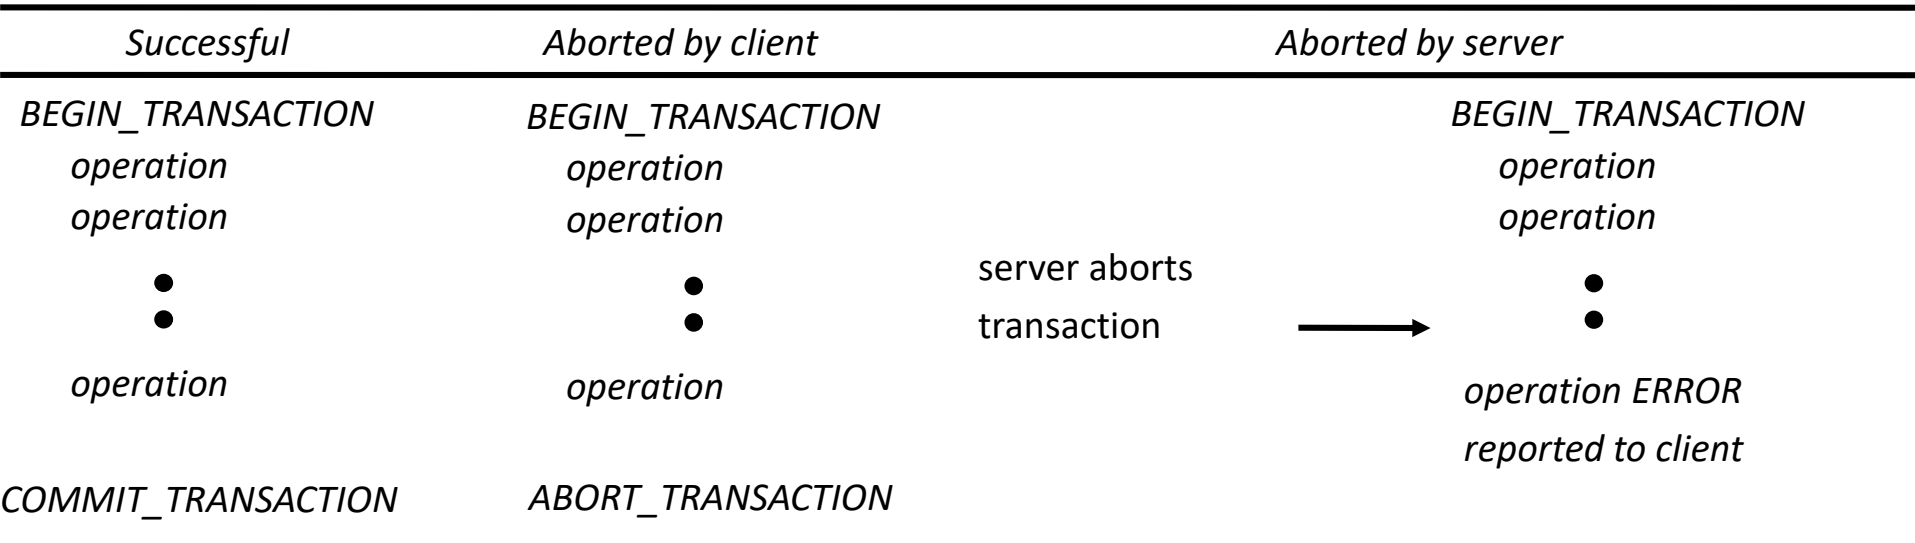 Successful
Aborted by client
Aborted by server
BEGIN_TRANSACTION
operation
operation
operation
COMMIT_TRANSACTION
BEGIN_TRANSACTION
operation
operation
operation
ABORT_TRANSACTION
server aborts
transaction
BEGIN_TRANSACTION
operation
operation
operation ERROR
reported to client